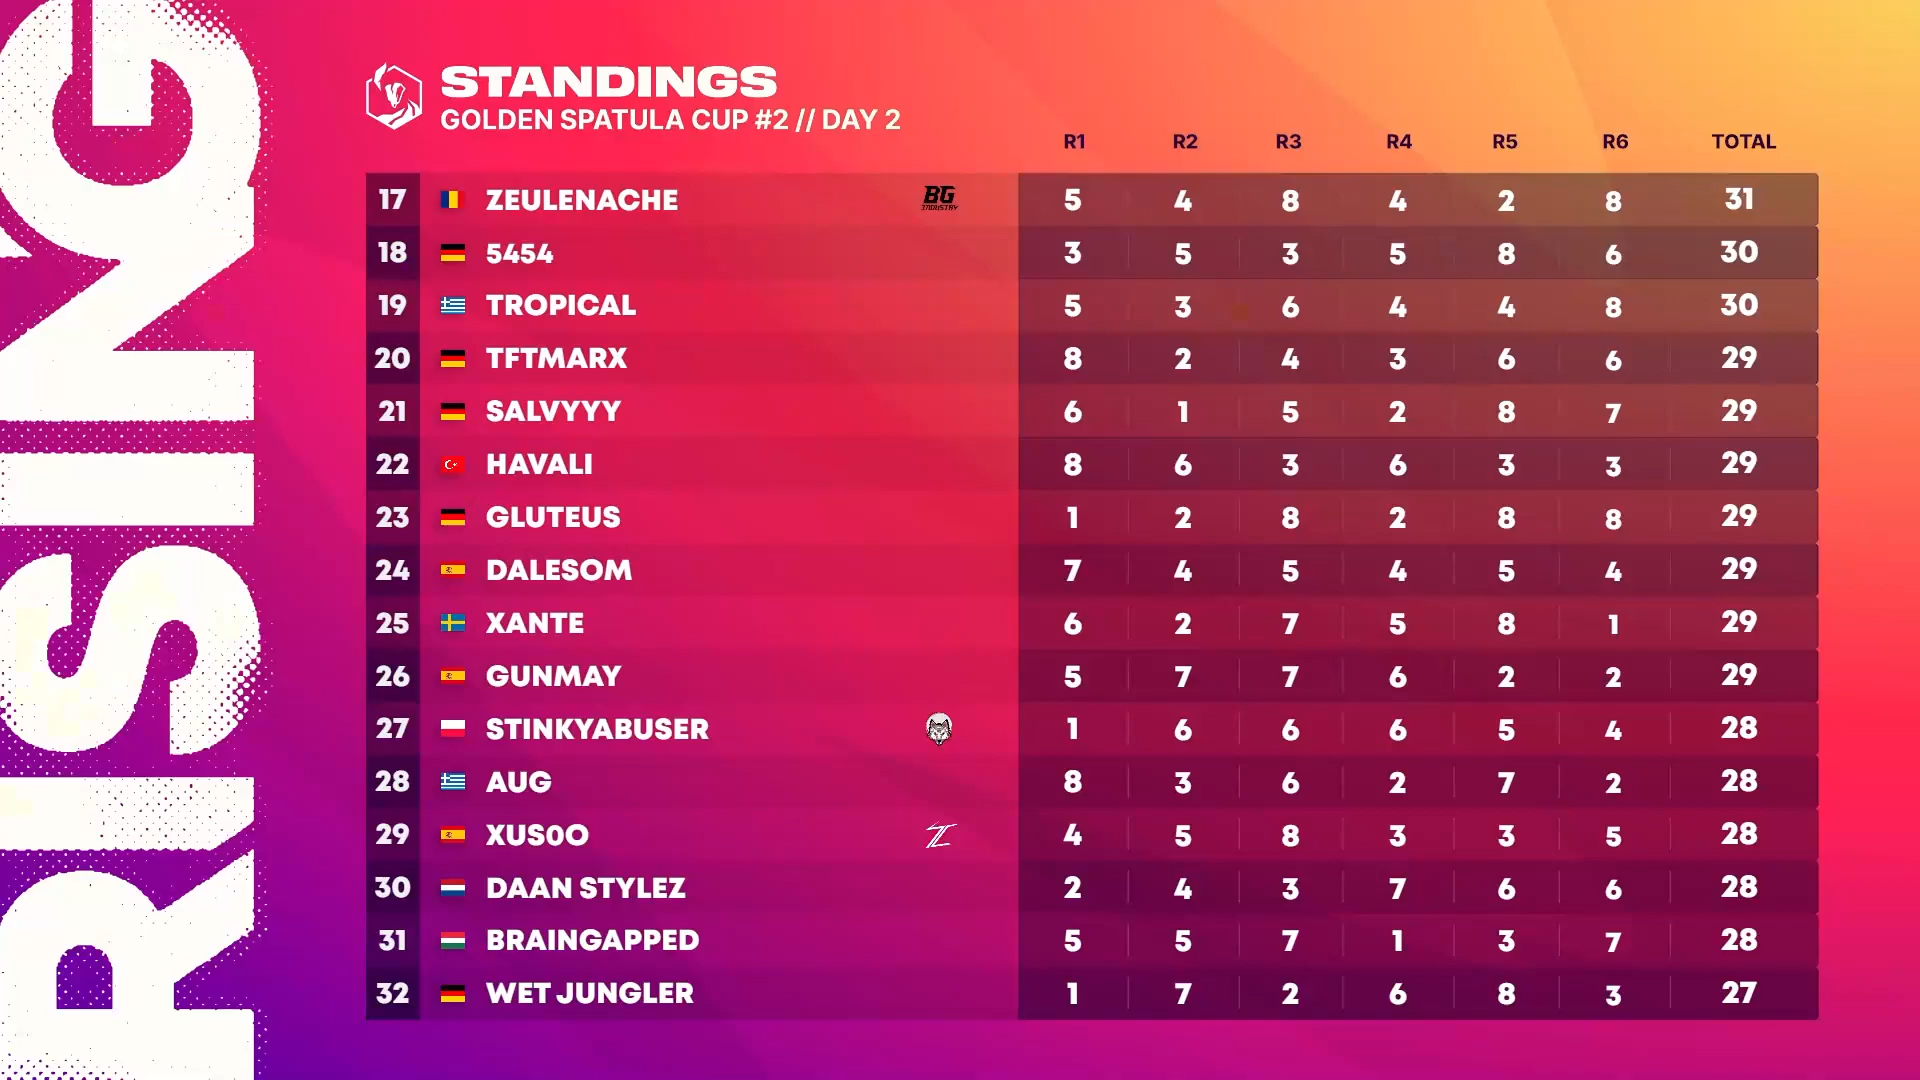 RISING
STANDINGS
GOLDEN SPATULA CUP #2 // DAY 2
R1 R2 R3 R4 R5 R6 TOTAL
17 ZEULENACHE BG INDUSTRY 5 4 8 4 2 8 31
18 5454 3 5 3 5 8 6 30
19 TROPICAL 5 3 6 4 4 8 30
20 TFTMARX 8 2 4 3 6 6 29
21 SALVYYY 6 1 5 2 8 7 29
22 HAVALI 8 6 3 6 3 3 29
23 GLUTEUS 1 2 8 2 8 8 29
24 DALESOM 7 4 5 4 5 4 29
25 XANTE 6 2 7 5 8 1 29
26 GUNMAY 5 7 7 6 2 2 29
27 STINKYABUSER 1 6 6 6 5 4 28
28 AUG 8 3 6 2 7 2 28
29 XUS0O 4 5 8 3 3 5 28
30 DAAN STYLEZ 2 4 3 7 6 6 28
31 BRAINGAPPED 5 5 7 1 3 7 28
32 WET JUNGLER 1 7 2 6 8 3 27